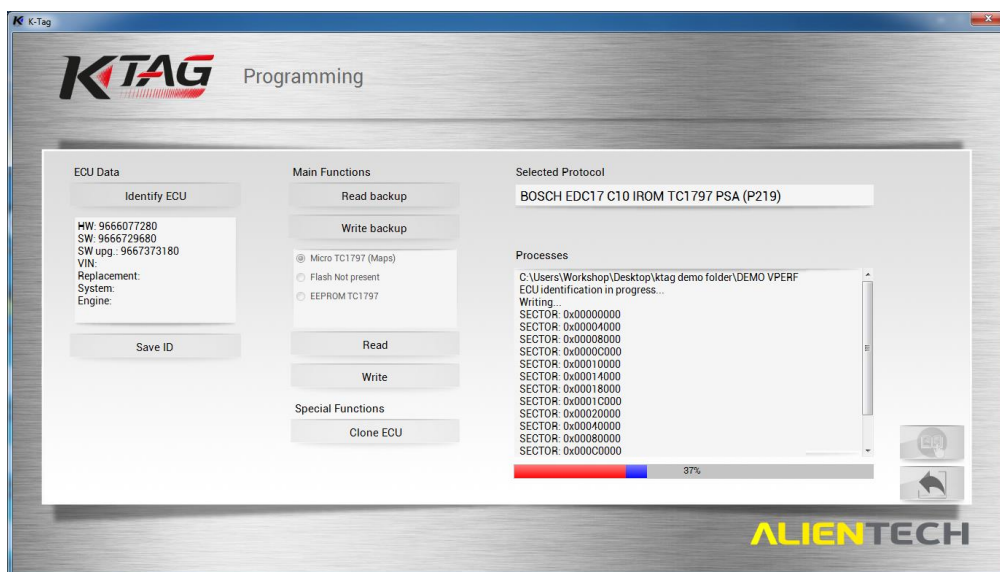 K-Tag
KTAG
Programming
ECU Data
Identify ECU
HW: 9666077280
SW: 9666729680
SW upg.: 9667373180
VIN:
Replacement:
System:
Engine:
Save ID
Main Functions
Read backup
Write backup
Micro TC1797 (Maps)
Flash Not present
EEPROM TC1797
Read
Write
Special Functions
Clone ECU
Selected Protocol
BOSCH EDC17 C10 IROM TC1797 PSA (P219)
Processes
C:\Users\Workshop\Desktop\ktag demo folder\DEMO VPERF
ECU identification in progress...
Writing...
SECTOR: 0x00000000
SECTOR: 0x00004000
SECTOR: 0x00008000
SECTOR: 0x0000C000
SECTOR: 0x00010000
SECTOR: 0x00014000
SECTOR: 0x00018000
SECTOR: 0x0001C000
SECTOR: 0x00020000
SECTOR: 0x00040000
SECTOR: 0x00080000
SECTOR: 0x000C0000
37%
ALIENTECH